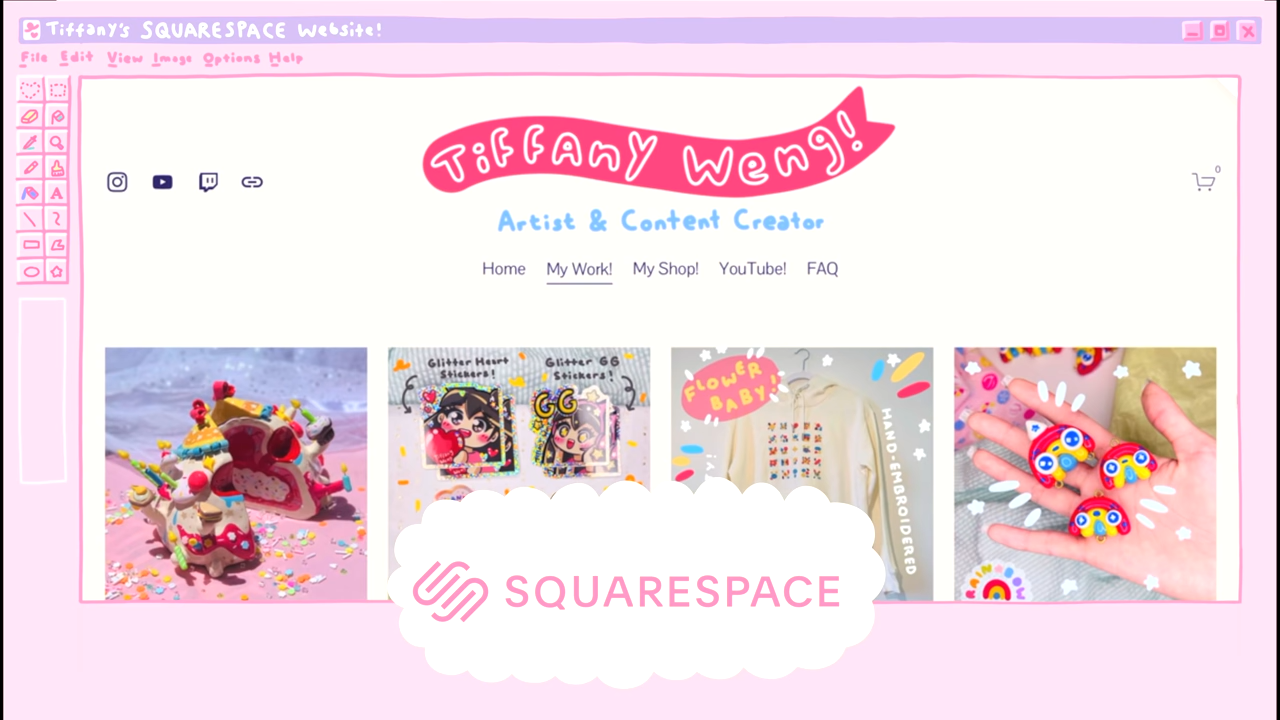 Tiffany's SQUARESPACE Website!
File Edit View Image Options Help
TiFFANY Weng!
0
Artist & Content Creator
Home My Work! My Shop! YouTube! FAQ
Glitter Heart Stickers!
Glitter GG Stickers!
GG
FLOWER BABY!
HAND-EMBROIDERED
RAINBOW
SQUARESPACE